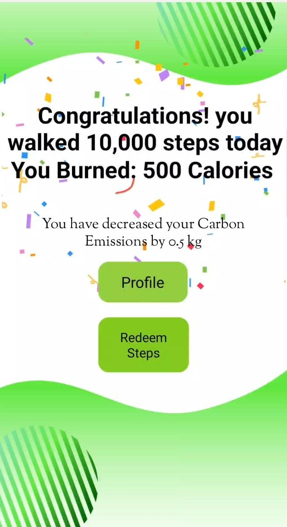 Congratulations! you
walked 10,000 steps today
You Burned: 500 Calories
You have decreased your Carbon
Emissions by 0.5 kg
Profile
Redeem
Steps